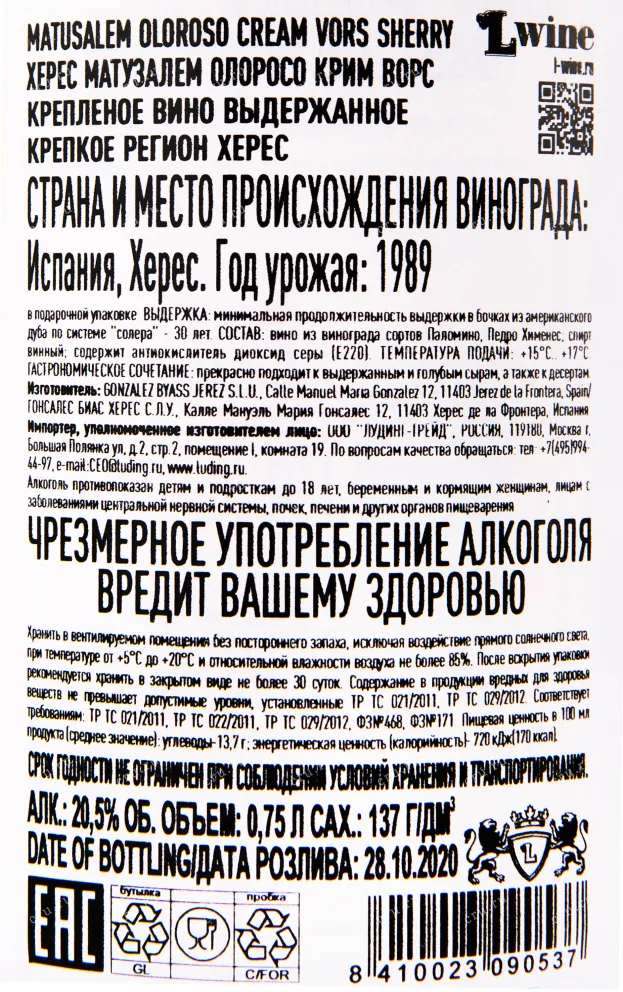 MATUSALEM OLOROSO CREAM VORS SHERRY
Lwine
l-wine.ru
ХЕРЕС МАТУЗАЛЕМ ОЛОРОСО КРИМ ВОРС
КРЕПЛЕНОЕ ВИНО ВЫДЕРЖАННОЕ
КРЕПКОЕ РЕГИОН ХЕРЕС
СТРАНА И МЕСТО ПРОИСХОЖДЕНИЯ ВИНОГРАДА:
Испания, Херес. Год урожая: 1989
в подарочной упаковке ВЫДЕРЖКА: минимальная продолжительность выдержки в бочках из американского
дуба по системе "солера" - 30 лет. СОСТАВ: вино из винограда сортов Паломино, Педро Хименес; спирт
винный; содержит антиокислитель диоксид серы (Е220). ТЕМПЕРАТУРА ПОДАЧИ: +15°С... +17°С.
ГАСТРОНОМИЧЕСКОЕ СОЧЕТАНИЕ: прекрасно подходит к выдержанным и голубым сырам, а также к десертам.
Изготовитель: GONZALEZ BYASS JEREZ S.L.U., Calle Manuel Maria Gonzalez 12, 11403 Jerez de la Frontera, Spain/
ГОНСАЛЕС БИАС ХЕРЕС С.Л.У., Калле Мануэль Мария Гонсалес 12, 11403 Херес де ла Фронтера, Испания
Импортер, уполномоченное изготовителем лицо: ООО "ЛУДИНГ-ТРЕЙД", РОССИЯ, 119180, Москва г,
Большая Полянка ул, д.2, стр.2, помещение I, комната 19. По вопросам качества обращаться: тел: +7(495)994-
44-97, e-mail:CEO@luding.ru, www.luding.ru.
Алкоголь противопоказан детям и подросткам до 18 лет, беременным и кормящим женщинам, лицам с
заболеваниями центральной нервной системы, почек, печени и других органов пищеварения
ЧРЕЗМЕРНОЕ УПОТРЕБЛЕНИЕ АЛКОГОЛЯ
ВРЕДИТ ВАШЕМУ ЗДОРОВЬЮ
Хранить в вентилируемом помещении без постороннего запаха, исключая воздействие прямого солнечного света,
при температуре от +5°С до +20°С и относительной влажности воздуха не более 85%. После вскрытия упаковки
рекомендуется хранить в закрытом виде не более 30 суток. Содержание в продукции вредных для здоровья
веществ не превышает допустимые уровни, установленные ТР ТС 021/2011, ТР ТС 029/2012. Соответствует
требованиям: ТР ТС 021/2011, ТР ТС 022/2011, ТР ТС 029/2012, ФЗ№468, ФЗ№171 Пищевая ценность в 100 мл
продукта (среднее значение): углеводы-13,7 г; энергетическая ценность (калорийность)- 720 кДж(170 ккал).
СРОК ГОДНОСТИ НЕ ОГРАНИЧЕН ПРИ СОБЛЮДЕНИИ УСЛОВИЙ ХРАНЕНИЯ И ТРАНСПОРТИРОВАНИЯ.
АЛК.: 20,5% ОБ. ОБЪЕМ: 0,75 Л САХ.: 137 Г/ДМ³
DATE OF BOTTLING/ДАТА РОЗЛИВА: 28.10.2020
L
EAC
бутылка
пробка
GL
C/FOR
8 410023 090537